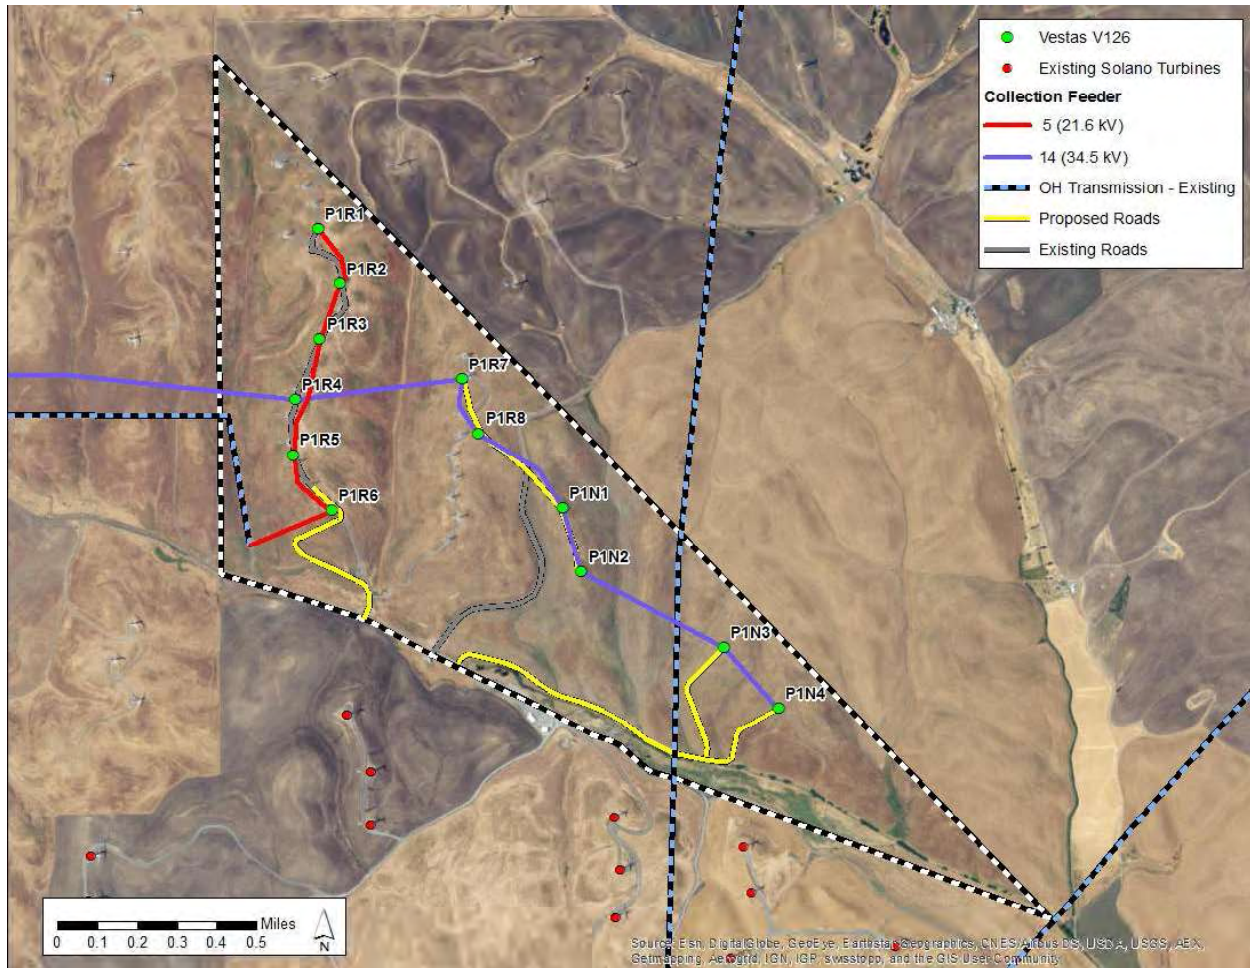 Vestas V126
Existing Solano Turbines
Collection Feeder
5 (21.6 kV)
14 (34.5 kV)
OH Transmission - Existing
Proposed Roads
Existing Roads
P1R1
P1R2
P1R3
P1R7
P1R4
P1R8
P1R5
P1R6
P1N1
P1N2
P1N3
P1N4
Miles
0 0.1 0.2 0.3 0.4 0.5
N
Source: Esri, DigitalGlobe, GeoEye, Earthstar Geographics, CNES/Airbus DS, USDA, USGS, AEX,
Getmapping, Aerogrid, IGN, IGP, swisstopo, and the GIS User Community